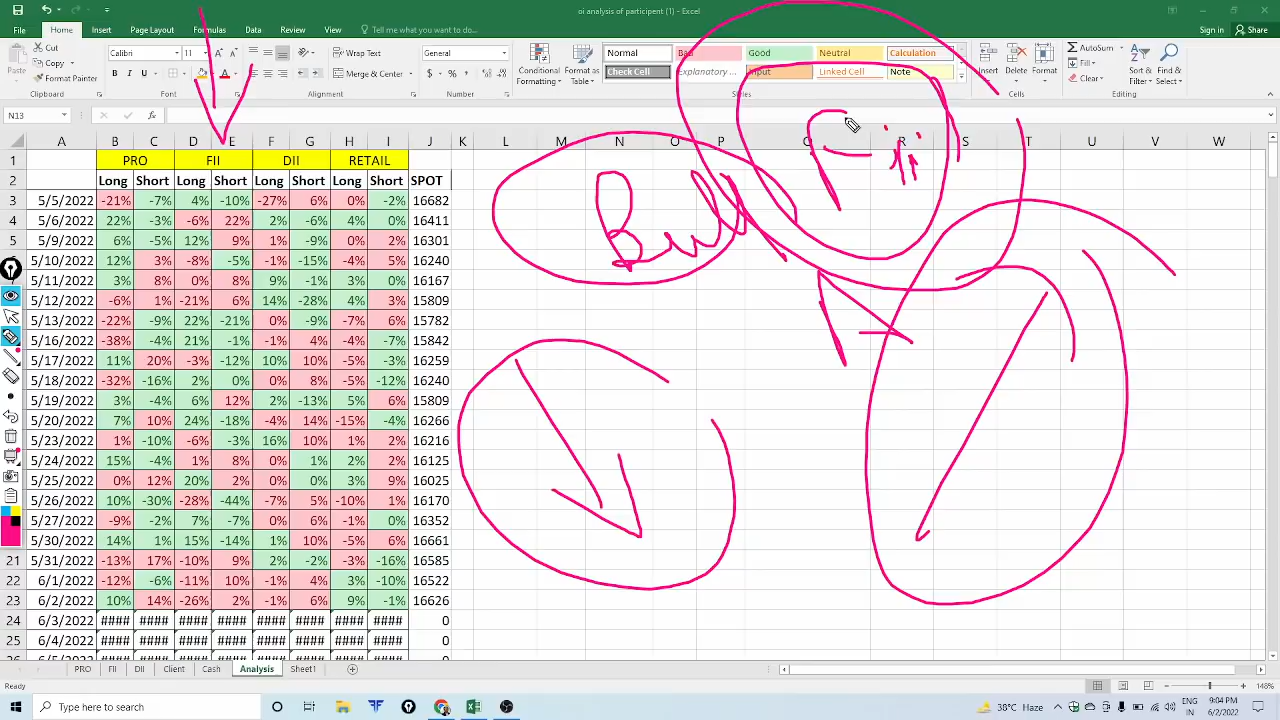 oi analysis of participant (1) - Excel
File Home Insert Page Layout Formulas Data Review View Tell me what you want to do... Sign in Share
Cut
Copy
Format Painter
Paste
Calibri 11
B I U
Wrap Text
Merge & Center
General
$ % ,
Conditional Formatting
Format as Table
Normal Bad Good Neutral Calculation
Check Cell Explanatory ... Input Linked Cell Note
Insert Delete Format
AutoSum
Fill
Clear
Sort & Filter
Find & Select
Clipboard Font Alignment Number Styles Cells Editing
N13 fx
A B C D E F G H I J K L M N O P Q R S T U V W
1 PRO FII DII RETAIL
2 Long Short Long Short Long Short Long Short SPOT
3 5/5/2022 -21% -7% 4% -10% -27% 6% 0% -2% 16682
4 5/6/2022 22% -3% -6% 22% 2% -6% 4% 0% 16411
5 5/9/2022 6% -5% 12% 9% 1% -9% 0% 2% 16301
5/10/2022 12% 3% -8% -5% -1% -15% -4% 5% 16240
5/11/2022 3% 8% 0% 8% 9% -1% 3% 0% 16167
5/12/2022 -6% 1% -21% 6% 14% -28% 4% 3% 15809
5/13/2022 -22% -9% 22% -21% 0% -9% -7% 6% 15782
5/16/2022 -38% -4% 21% -1% -1% 4% -4% -7% 15842
5/17/2022 11% 20% -3% -12% 10% 10% -5% -3% 16259
5/18/2022 -32% -16% 2% 0% 0% 8% -5% -12% 16240
5/19/2022 3% -4% 6% 12% 2% -13% 5% 6% 15809
5/20/2022 7% 10% 24% -18% -4% 14% -15% -4% 16266
5/23/2022 1% -10% -6% -3% 16% 10% 1% 2% 16216
5/24/2022 15% -4% 1% 8% 0% 1% 2% 2% 16125
5/25/2022 0% 12% 20% 2% 0% 0% 3% 9% 16025
5/26/2022 10% -30% -28% -44% -7% 5% -10% 1% 16170
5/27/2022 -9% -2% 7% -7% 0% 6% -1% 0% 16352
5/30/2022 14% 1% 15% -14% 1% 10% -5% 6% 16661
21 5/31/2022 -13% 17% -10% 9% 2% -2% -3% -16% 16585
22 6/1/2022 -12% -6% -11% 10% -1% 4% 3% -10% 16522
23 6/2/2022 10% 14% -26% 2% -1% 6% 9% -1% 16626
24 6/3/2022 #### #### #### #### #### #### #### #### 0
25 6/4/2022 #### #### #### #### #### #### #### #### 0
Bull
Fii
PRO FII DII Client Cash Analysis Sheet1
Ready 146%
Type here to search
38°C Haze ENG IN 9:04 PM 6/2/2022